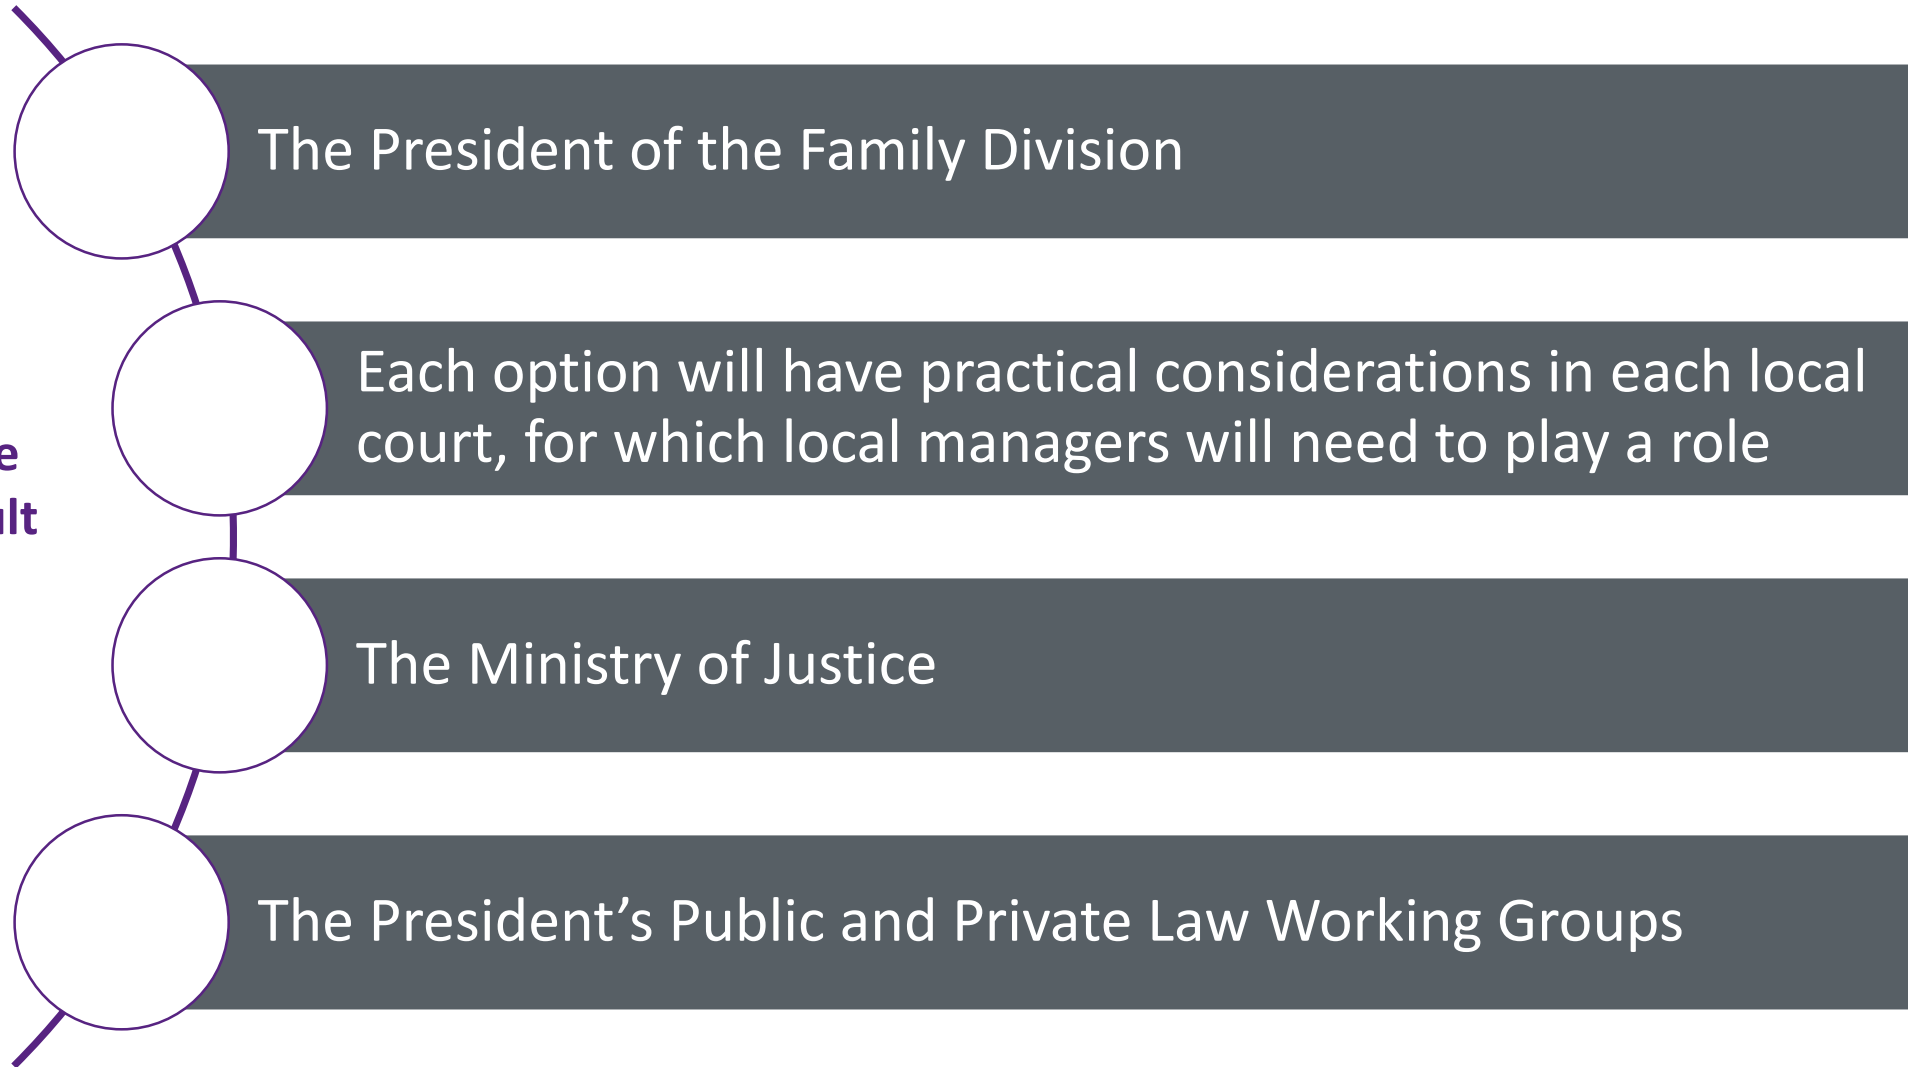 The President of the Family Division
Each option will have practical considerations in each local
court, for which local managers will need to play a role
The Ministry of Justice
The President’s Public and Private Law Working Groups